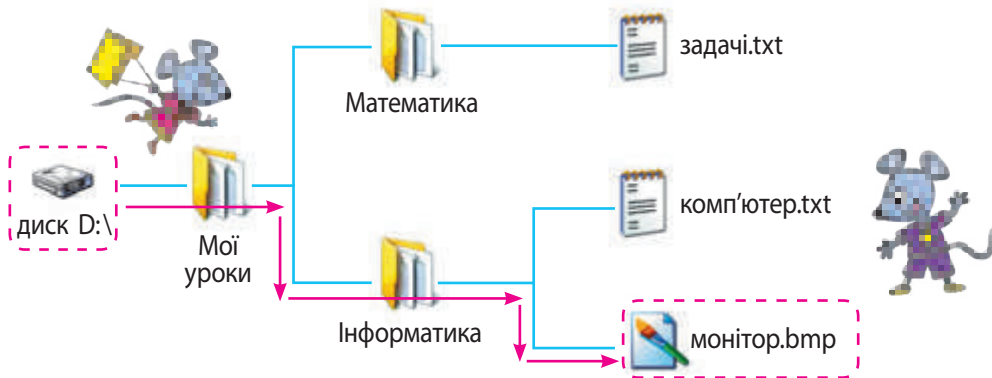 задачі.txt
Математика
комп’ютер.txt
диск D:\
Мої
уроки
Інформатика
монітор.bmp